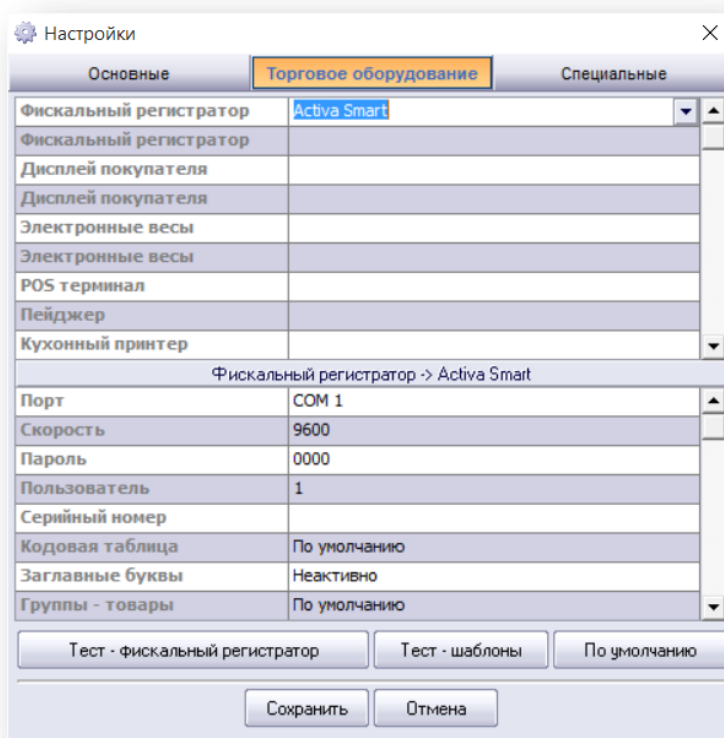 Настройки
Основные Торговое оборудование Специальные
Фискальный регистратор Activa Smart
Фискальный регистратор
Дисплей покупателя
Дисплей покупателя
Электронные весы
Электронные весы
POS терминал
Пейджер
Кухонный принтер
Фискальный регистратор -> Activa Smart
Порт COM 1
Скорость 9600
Пароль 0000
Пользователь 1
Серийный номер
Кодовая таблица По умолчанию
Заглавные буквы Неактивно
Группы - товары По умолчанию
Тест - фискальный регистратор Тест - шаблоны По умолчанию
Сохранить Отмена